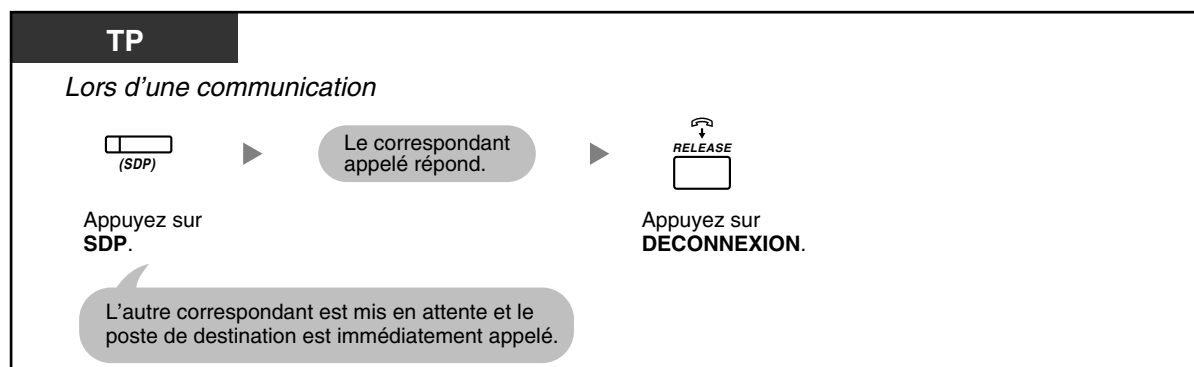 TP
Lors d’une communication
(SDP)
Le correspondant
appelé répond.
RELEASE
Appuyez sur
SDP.
Appuyez sur
DECONNEXION.
L’autre correspondant est mis en attente et le
poste de destination est immédiatement appelé.